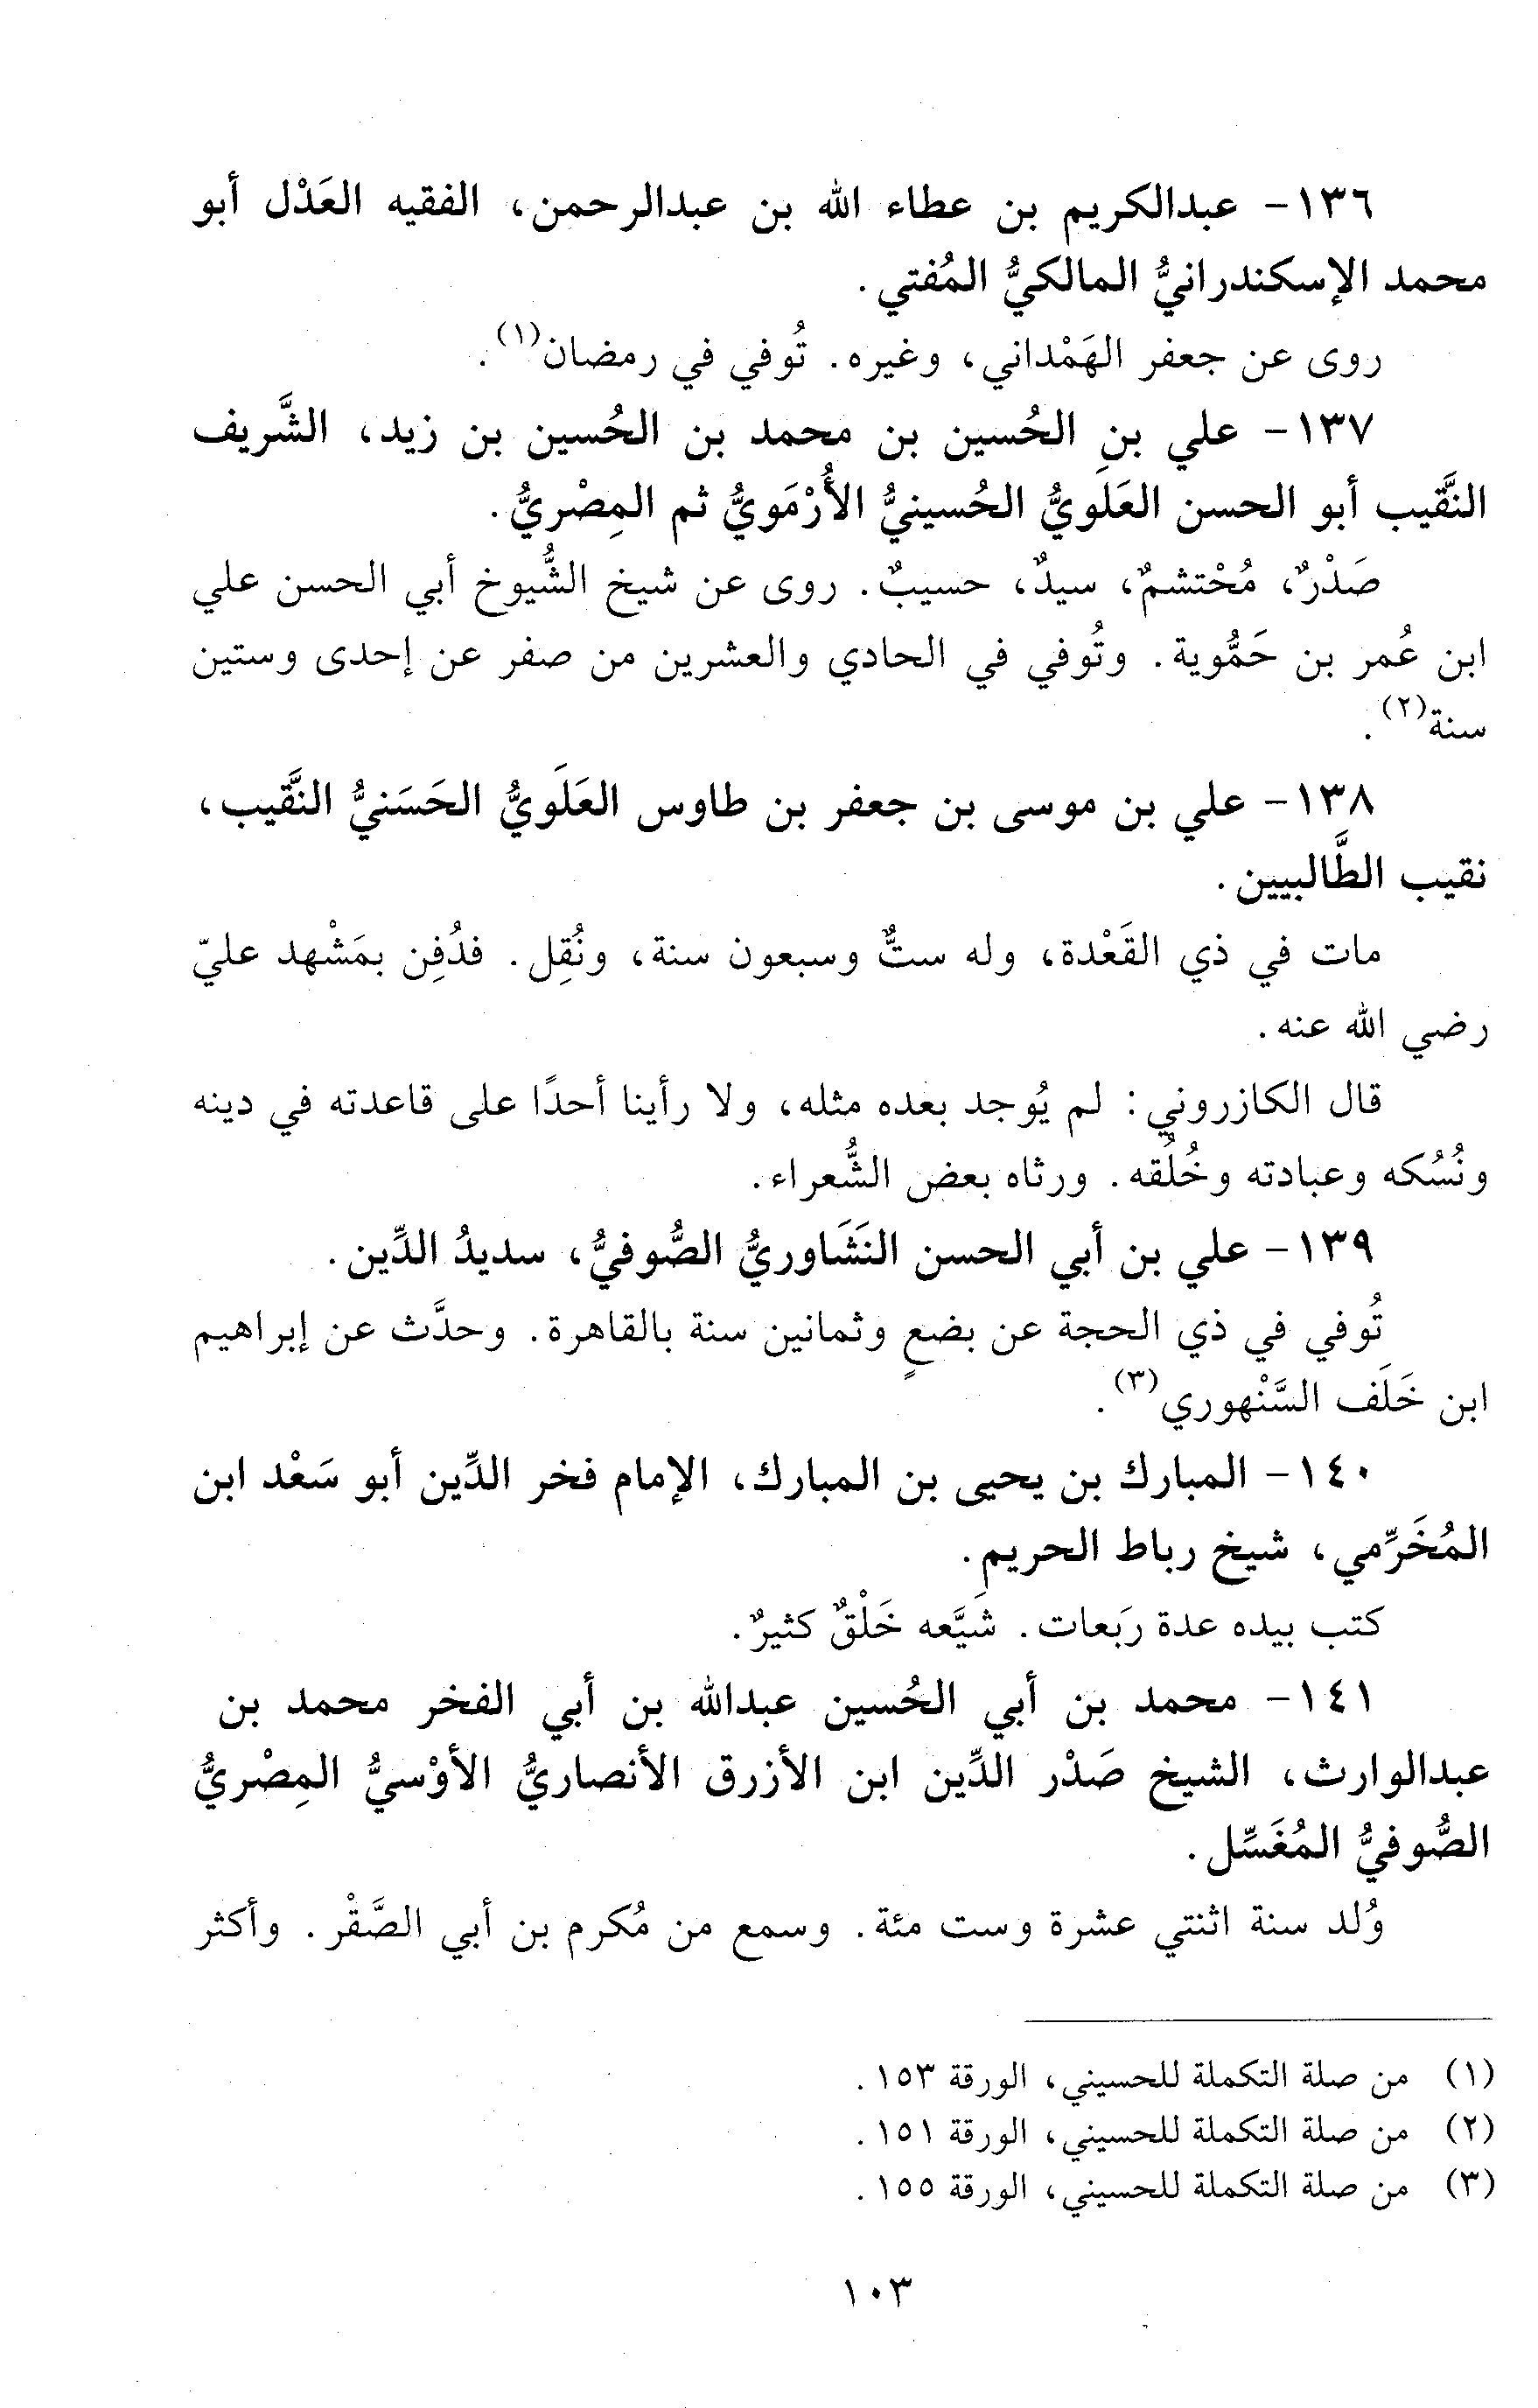 ١٣٦- عبدالكريم بن عطاء الله بن عبدالرحمن، الفقيه العَدْل أبو
محمد الإسكندرانيُّ المالكيُّ المُفتي.
روى عن جعفر الهَمْداني، وغيره. تُوفي في رمضان(١).
١٣٧- علي بن الحُسين بن محمد بن الحُسين بن زيد، الشَّريف
النَّقيب أبو الحسن العَلَويُّ الحُسينيُّ الأُرْمَويُّ ثم المِصْريُّ.
صَدْرٌ، مُحْتشمٌ، سيدٌ، حسيبٌ. روى عن شيخ الشُّيوخ أبي الحسن علي
ابن عُمر بن حَمُّوية. وتُوفي في الحادي والعشرين من صفر عن إحدى وستين
سنة(٢).
١٣٨- علي بن موسى بن جعفر بن طاوس العَلَويُّ الحَسَنيُّ النَّقيب،
نقيب الطَّالبيين.
مات في ذي القَعْدة، وله ستٌّ وسبعون سنة، ونُقِل. فدُفِن بمَشْهد عليّ
رضي الله عنه.
قال الكازروني: لم يُوجد بعده مثله، ولا رأينا أحدًا على قاعدته في دينه
ونُسُكه وعبادته وخُلُقه. ورثاه بعض الشُّعراء.
١٣٩- علي بن أبي الحسن النَشَاوريُّ الصُّوفيُّ، سديدُ الدِّين.
تُوفي في ذي الحجة عن بضعٍ وثمانين سنة بالقاهرة. وحدَّث عن إبراهيم
ابن خَلَف السَّنْهوري(٣).
١٤٠- المبارك بن يحيى بن المبارك، الإمام فخر الدِّين أبو سَعْد ابن
المُخَرِّمي، شيخ رباط الحريم.
كتب بيده عدة رَبعات. شَيَّعه خَلْقٌ كثيرٌ.
١٤١- محمد بن أبي الحُسين عبدالله بن أبي الفخر محمد بن
عبدالوارث، الشيخ صَدْر الدِّين ابن الأزرق الأنصاريُّ الأوْسيُّ المِصْريُّ
الصُّوفيُّ المُغَسِّل.
وُلد سنة اثنتي عشرة وست مئة. وسمع من مُكرم بن أبي الصَّقْر. وأكثر
(١) من صلة التكملة للحسيني، الورقة ١٥٣.
(٢) من صلة التكملة للحسيني، الورقة ١٥١.
(٣) من صلة التكملة للحسيني، الورقة ١٥٥.
١٠٣